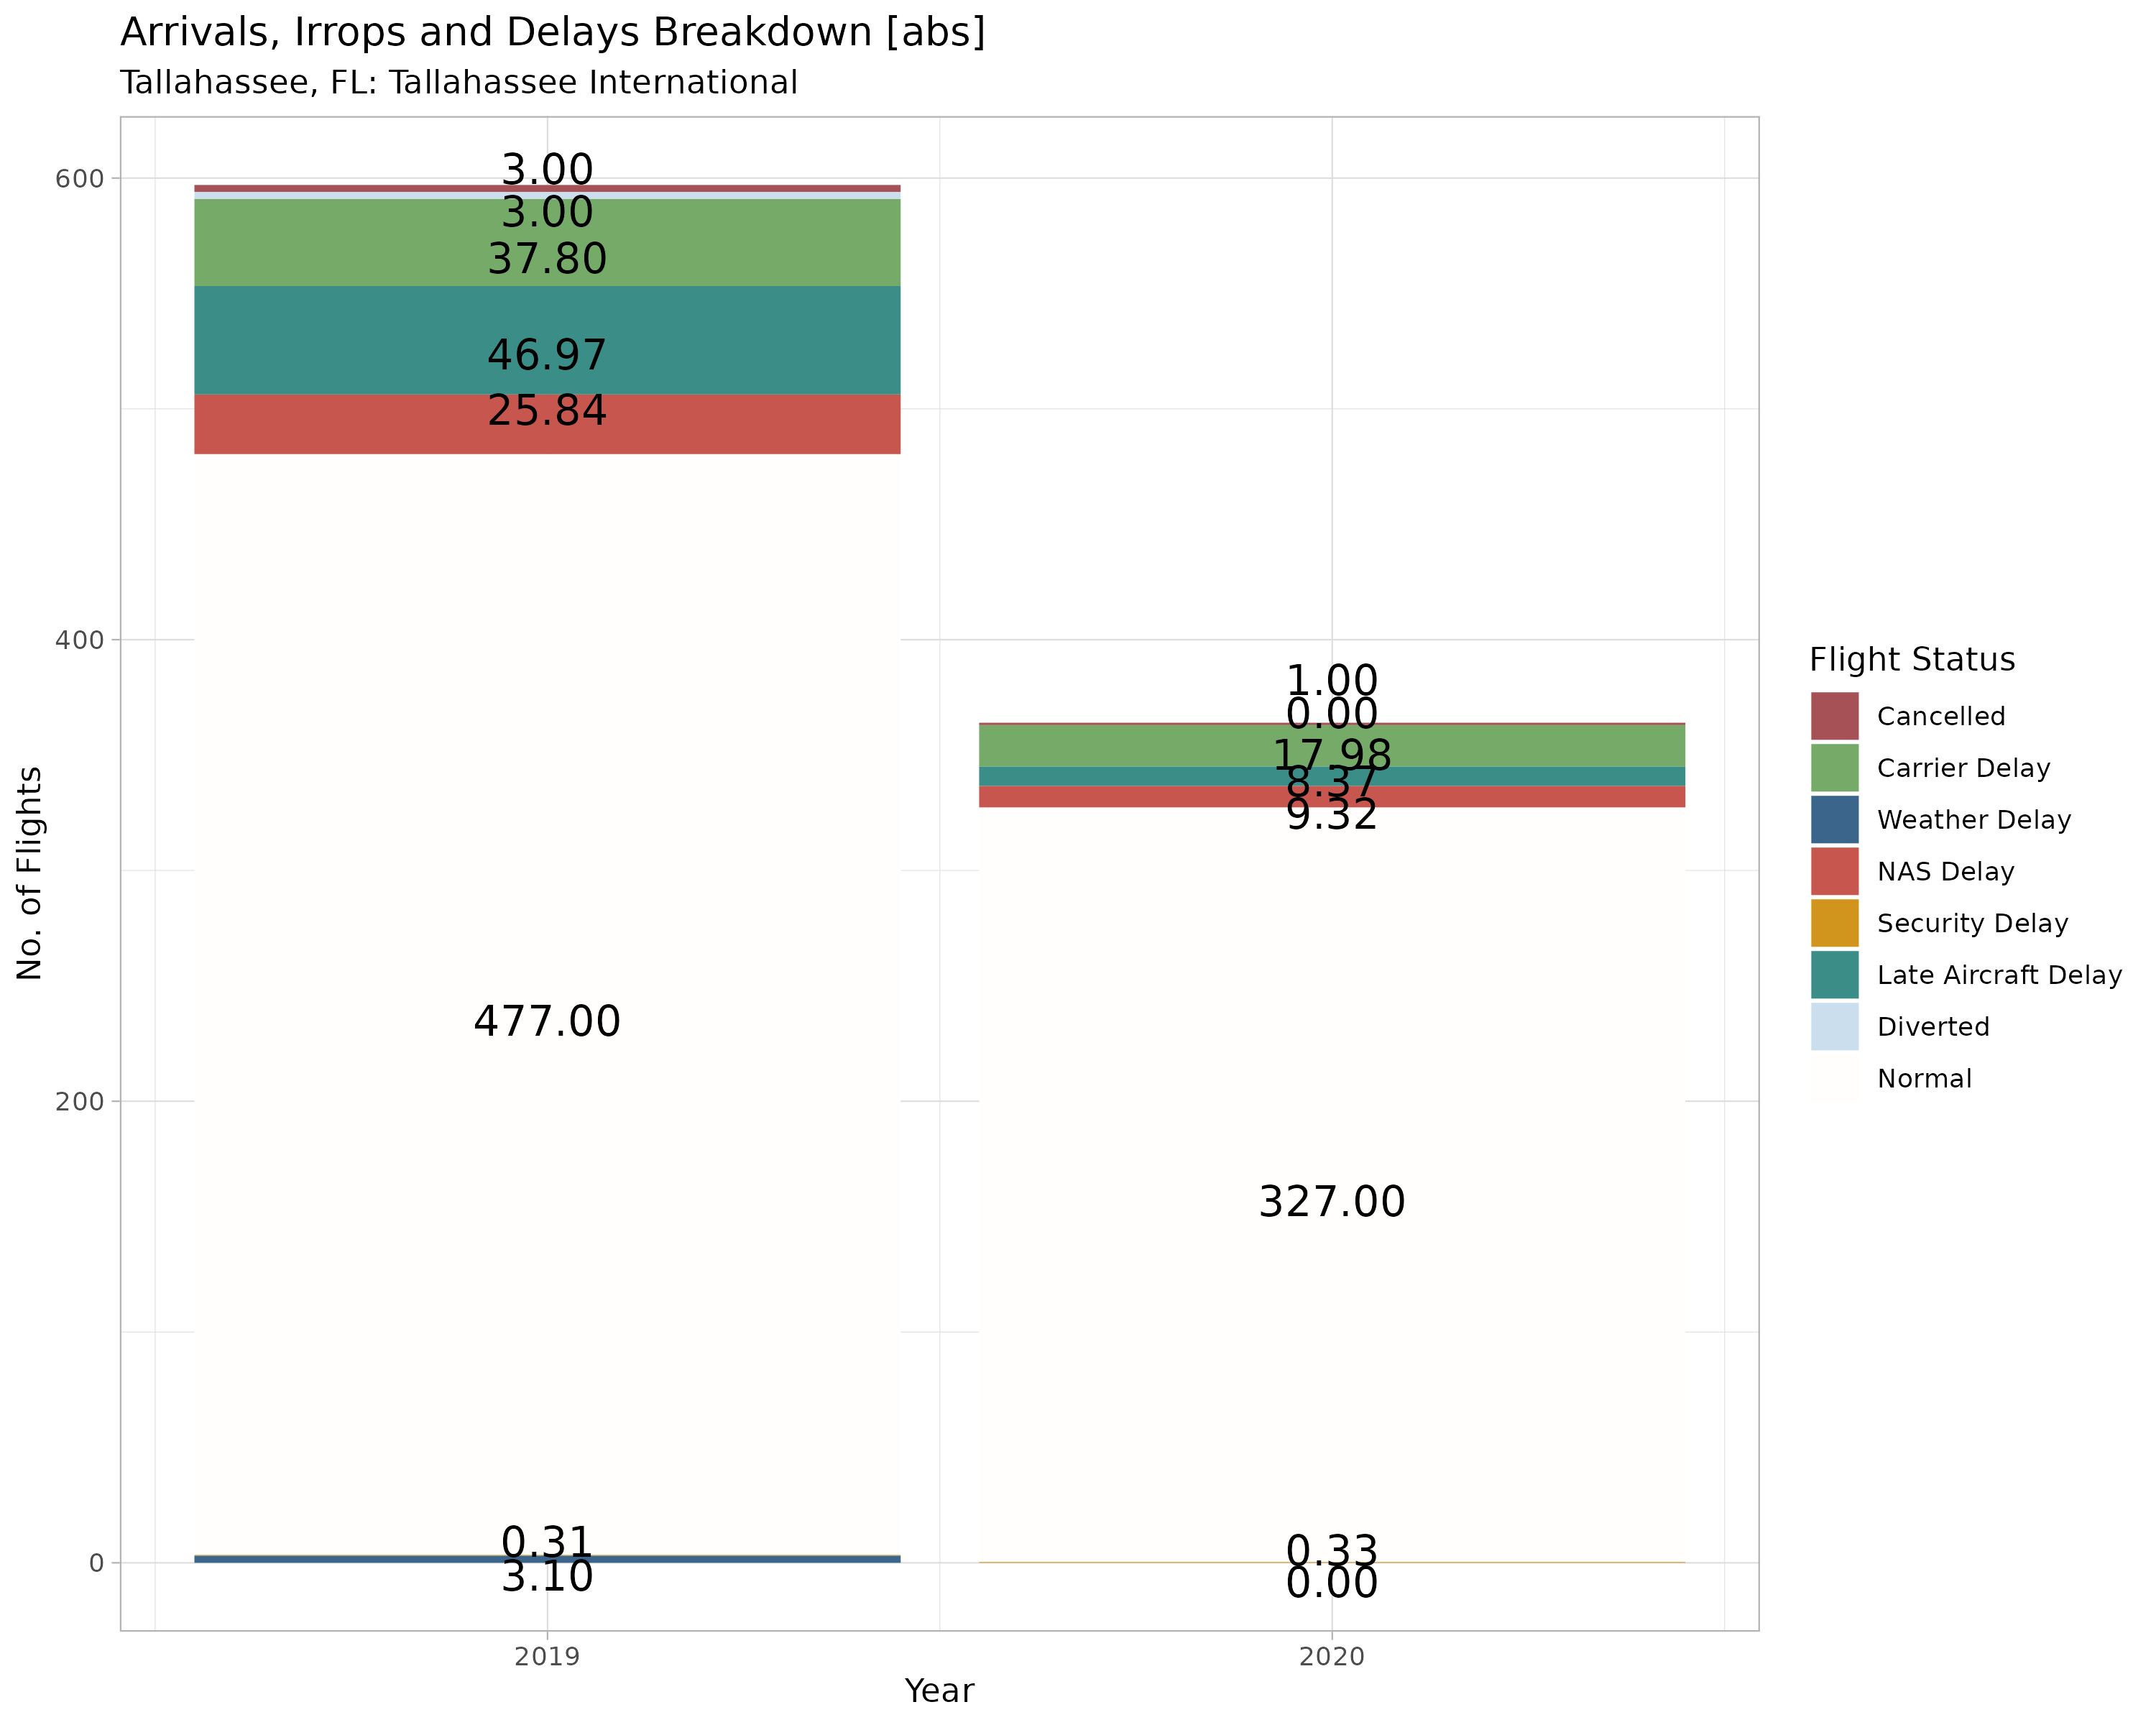 Arrivals, Irrops and Delays Breakdown [abs]
Tallahassee, FL: Tallahassee International
No. of Flights
600
400
200
0
3.00
3.00
37.80
46.97
25.84
477.00
0.31
3.10
1.00
0.00
17.98
8.37
9.32
327.00
0.33
0.00
2019
2020
Year
Flight Status
Cancelled
Carrier Delay
Weather Delay
NAS Delay
Security Delay
Late Aircraft Delay
Diverted
Normal